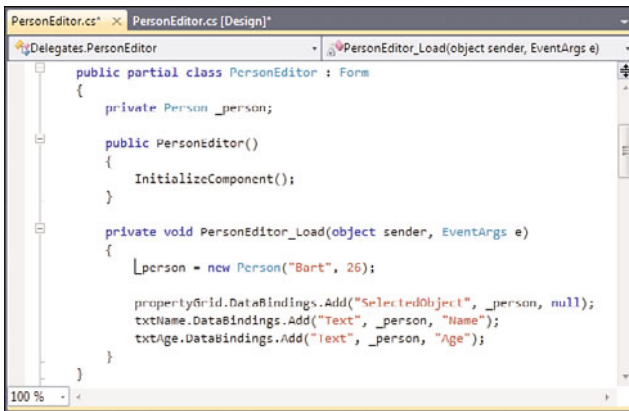 PersonEditor.cs* × PersonEditor.cs [Design]*
Delegates.PersonEditor PersonEditor_Load(object sender, EventArgs e)
public partial class PersonEditor : Form
{
private Person _person;
public PersonEditor()
{
InitializeComponent();
}
private void PersonEditor_Load(object sender, EventArgs e)
{
_person = new Person("Bart", 26);
propertyGrid.DataBindings.Add("SelectedObject", _person, null);
txtName.DataBindings.Add("Text", _person, "Name");
txtAge.DataBindings.Add("Text", _person, "Age");
}
}
100 %